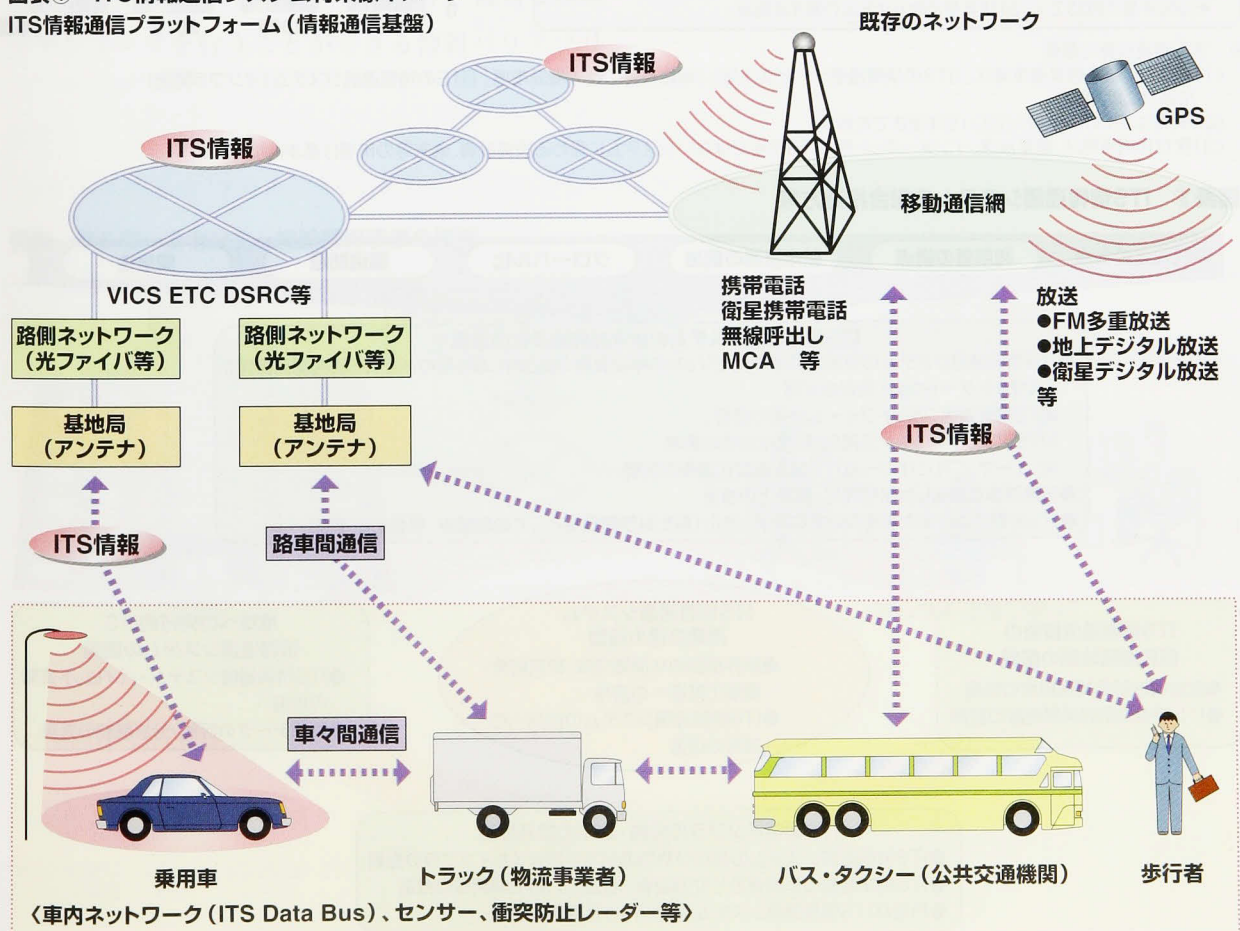 ITS情報通信プラットフォーム(情報通信基盤)
既存のネットワーク
ITS情報
GPS
ITS情報
移動通信網
VICS ETC DSRC等
携帯電話
衛星携帯電話
無線呼出し
MCA 等
放送
●FM多重放送
●地上デジタル放送
●衛星デジタル放送
等
路側ネットワーク
(光ファイバ等)
路側ネットワーク
(光ファイバ等)
基地局
(アンテナ)
基地局
(アンテナ)
ITS情報
ITS情報
路車間通信
車々間通信
乗用車
トラック(物流事業者)
バス・タクシー(公共交通機関)
歩行者
〈車内ネットワーク(ITS Data Bus)、センサー、衝突防止レーダー等〉